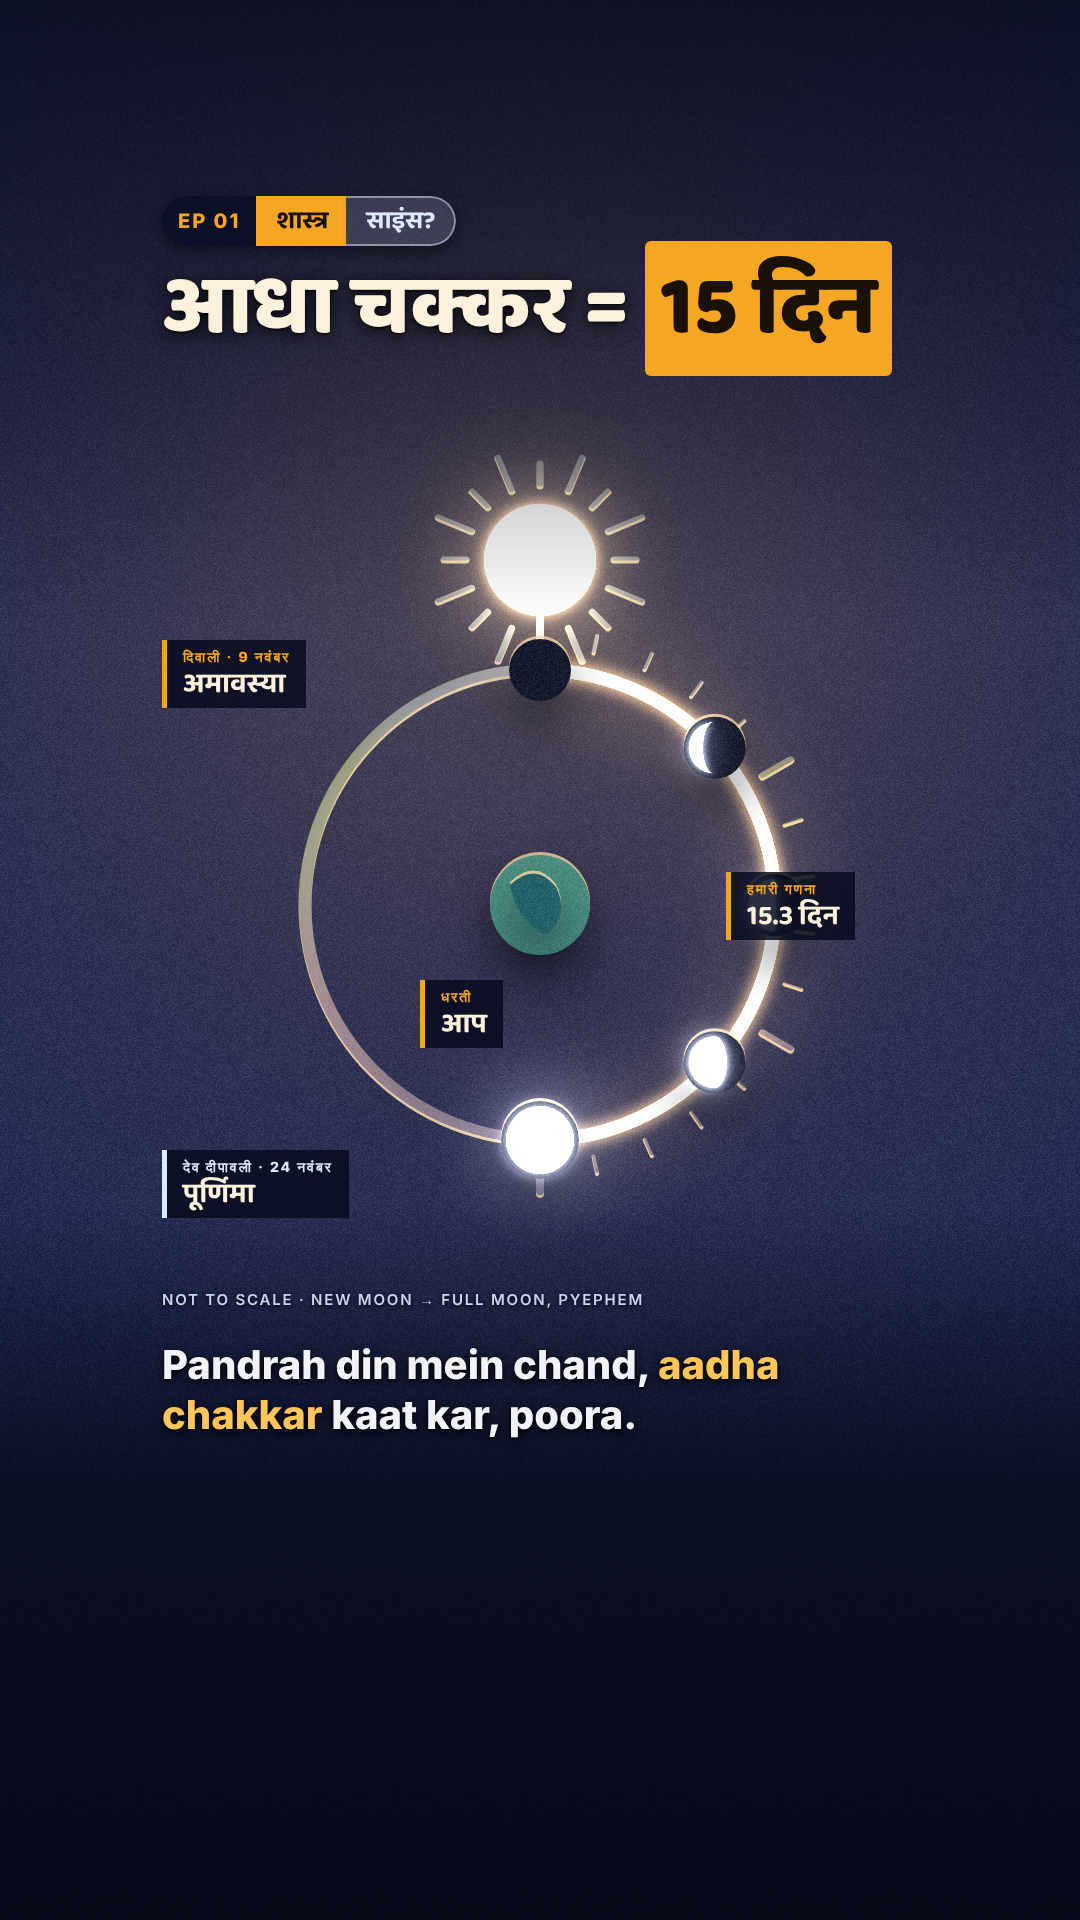 EP 01 शास्त्र साइंस?
आधा चक्कर = 15 दिन
दिवाली · 9 नवंबर
अमावस्या
हमारी गणना
15.3 दिन
धरती
आप
देव दीपावली · 24 नवंबर
पूर्णिमा
NOT TO SCALE · NEW MOON → FULL MOON, PYEPHEM
Pandrah din mein chand, aadha
chakkar kaat kar, poora.